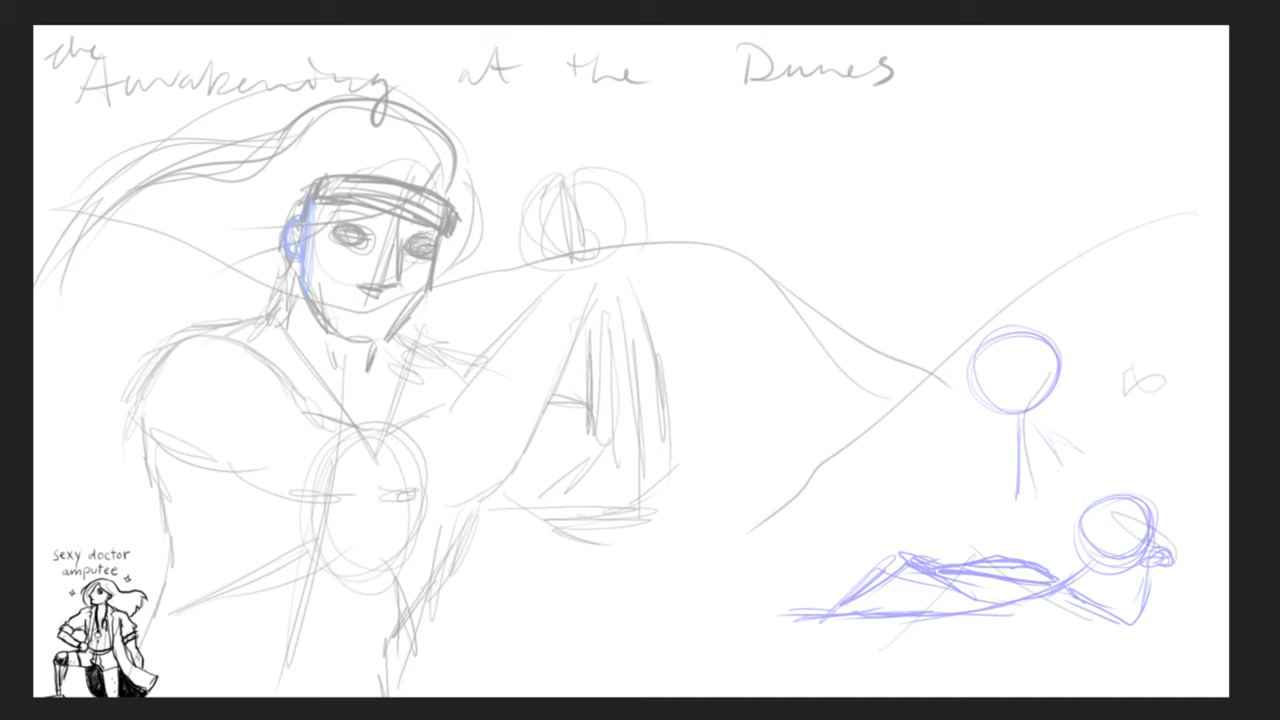 the Awakening at the Dunes
sexy doctor
amputee